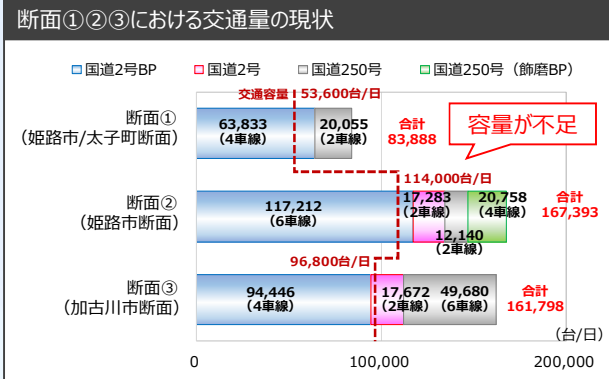 断面①②③における交通量の現状
国道2号BP 国道2号 国道250号 国道250号（飾磨BP）
交通容量 53,600台/日
断面①
（姫路市/太子町断面）
63,833
（4車線）
20,055
（2車線）
合計
83,888
容量が不足
114,000台/日
断面②
（姫路市断面）
117,212
（6車線）
17,283
（2車線）
12,140
（2車線）
20,758
（4車線）
合計
167,393
96,800台/日
断面③
（加古川市断面）
94,446
（4車線）
17,672
（2車線）
49,680
（6車線）
合計
161,798
（台/日）
0 100,000 200,000